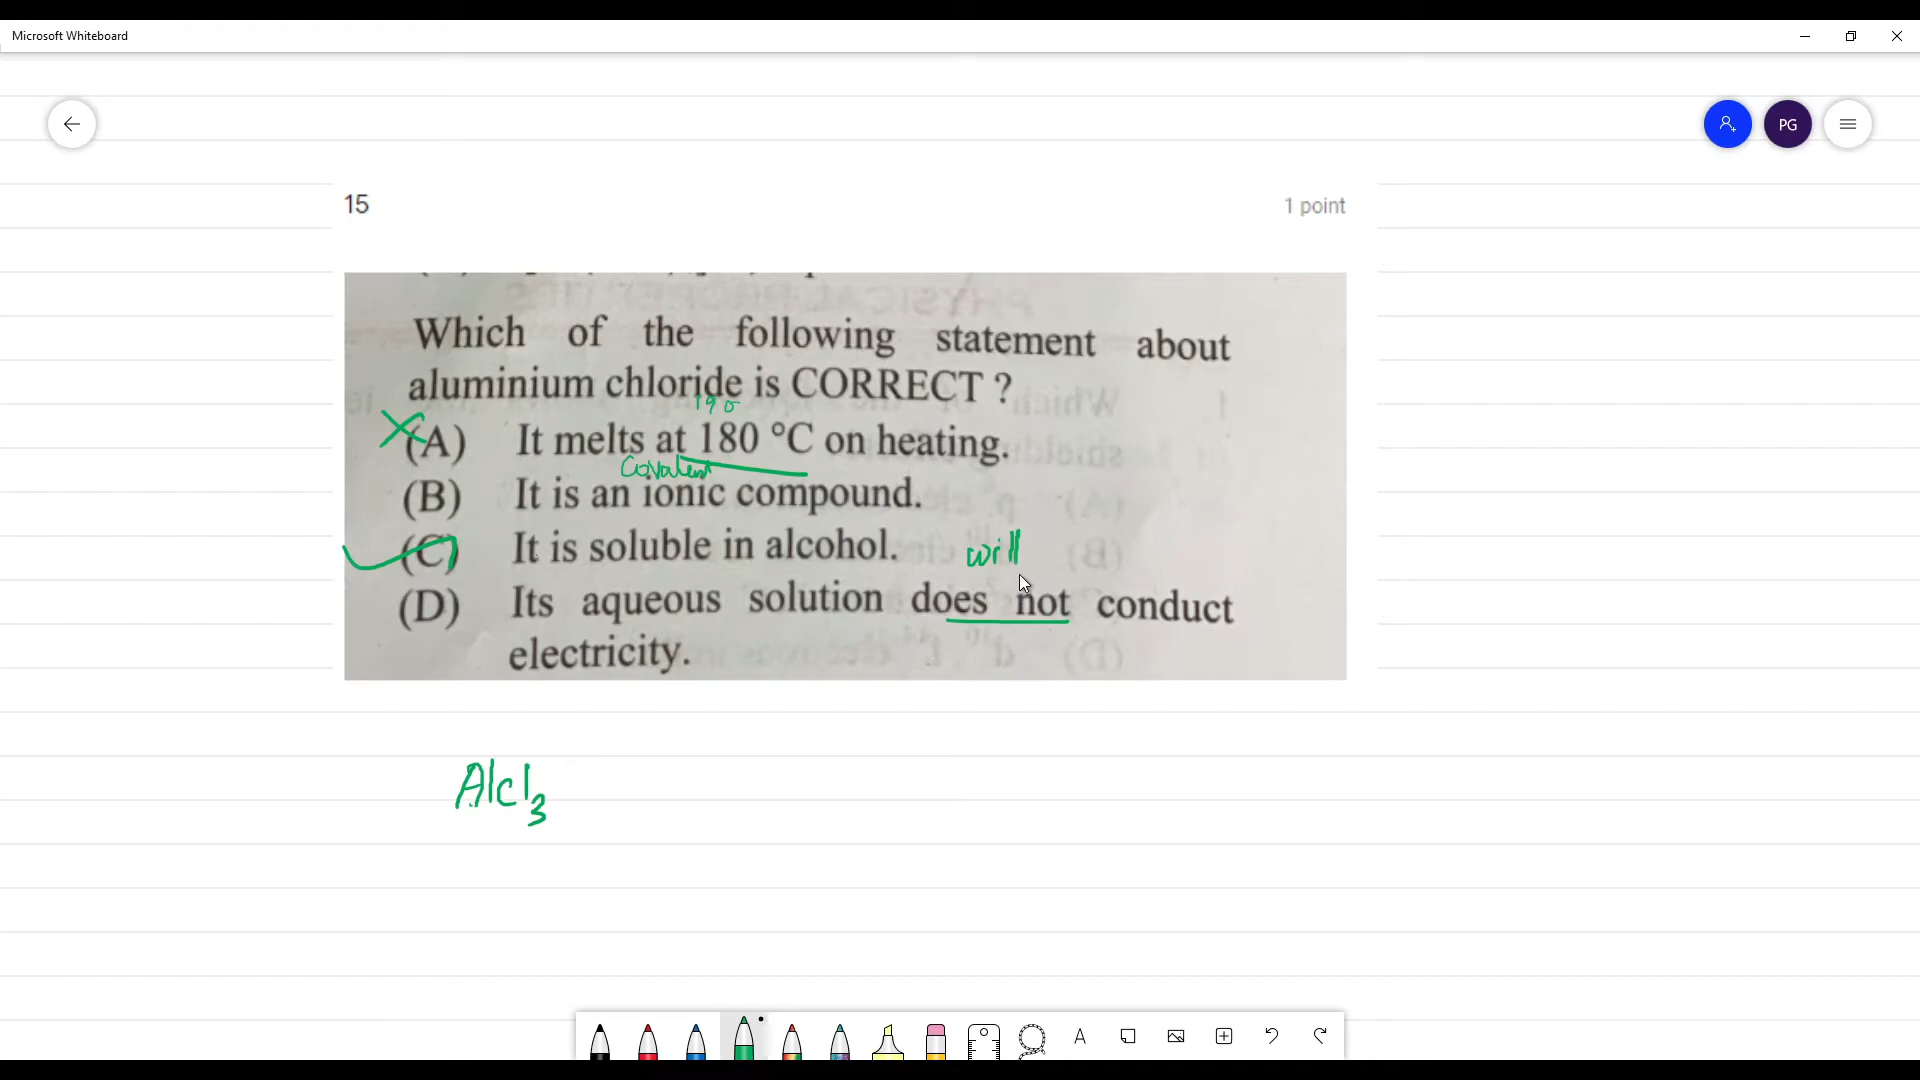 Microsoft Whiteboard
PG
15
1 point
Which of the following statement about
aluminium chloride is CORRECT ?
190
(A) It melts at 180 °C on heating.
Covalent
(B) It is an ionic compound.
(C) It is soluble in alcohol.
will
(D) Its aqueous solution does not conduct
electricity.
AlCl3
A